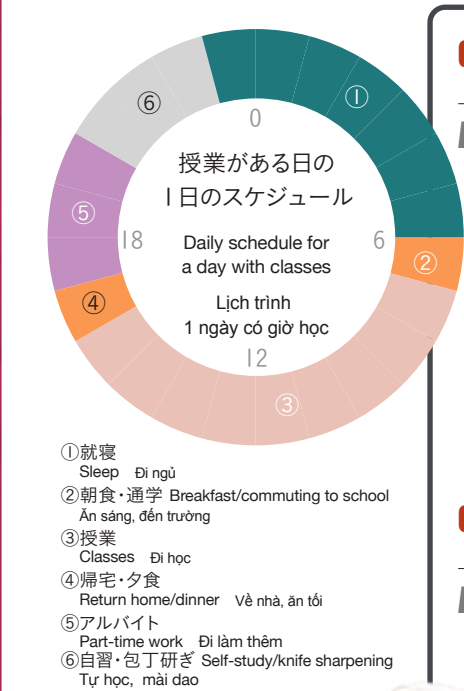 ⑥
0
①
授業がある日の
1日のスケジュール
⑤
18
6
Daily schedule for
a day with classes
②
④
Lịch trình
1 ngày có giờ học
12
③
①就寝
Sleep Đi ngủ
②朝食・通学 Breakfast/commuting to school
Ăn sáng, đến trường
③授業
Classes Đi học
④帰宅・夕食
Return home/dinner Về nhà, ăn tối
⑤アルバイト
Part-time work Đi làm thêm
⑥自習・包丁研ぎ Self-study/knife sharpening
Tự học, mài dao